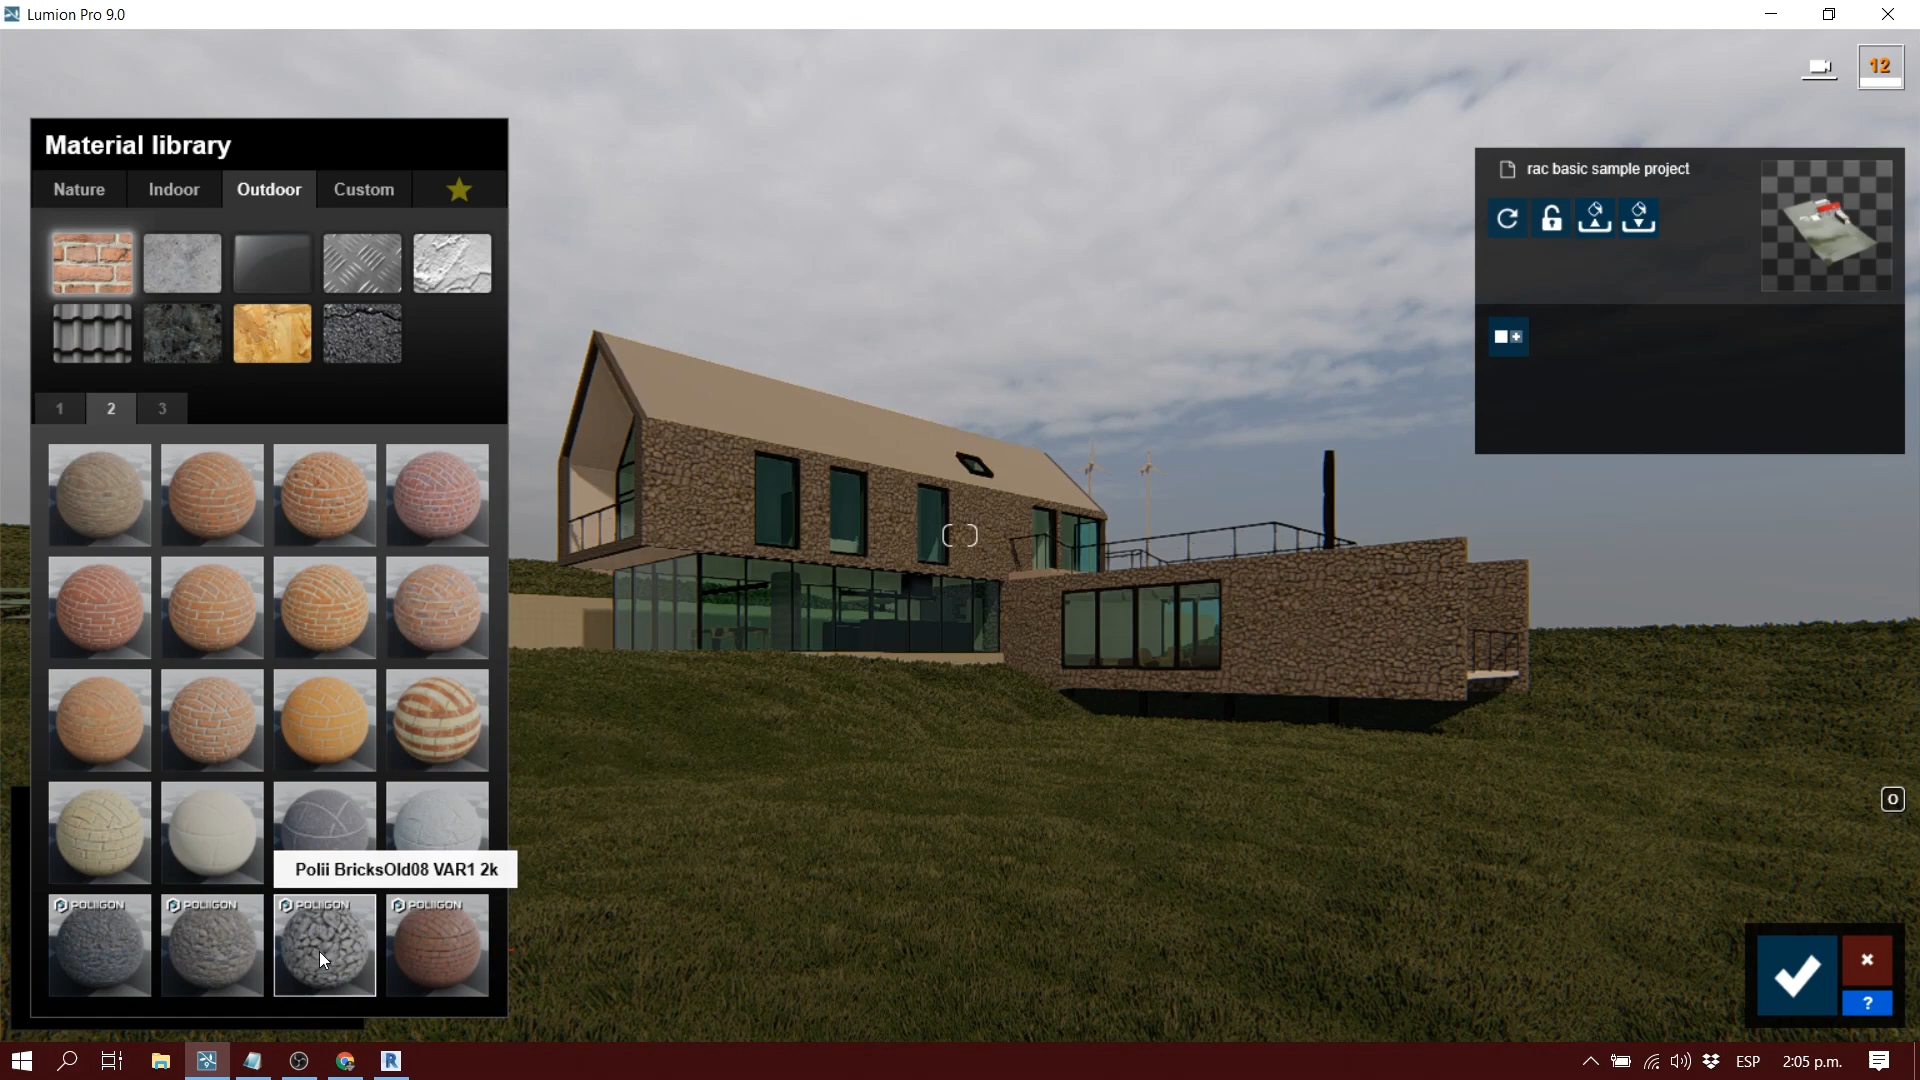 Lumion Pro 9.0
12
Material library
Nature Indoor Outdoor Custom
rac basic sample project
1 2 3
O
Polii BricksOld08 VAR1 2k
POLIIGON POLIIGON POLIIGON POLIIGON
?
R
ESP 2:05 p.m.